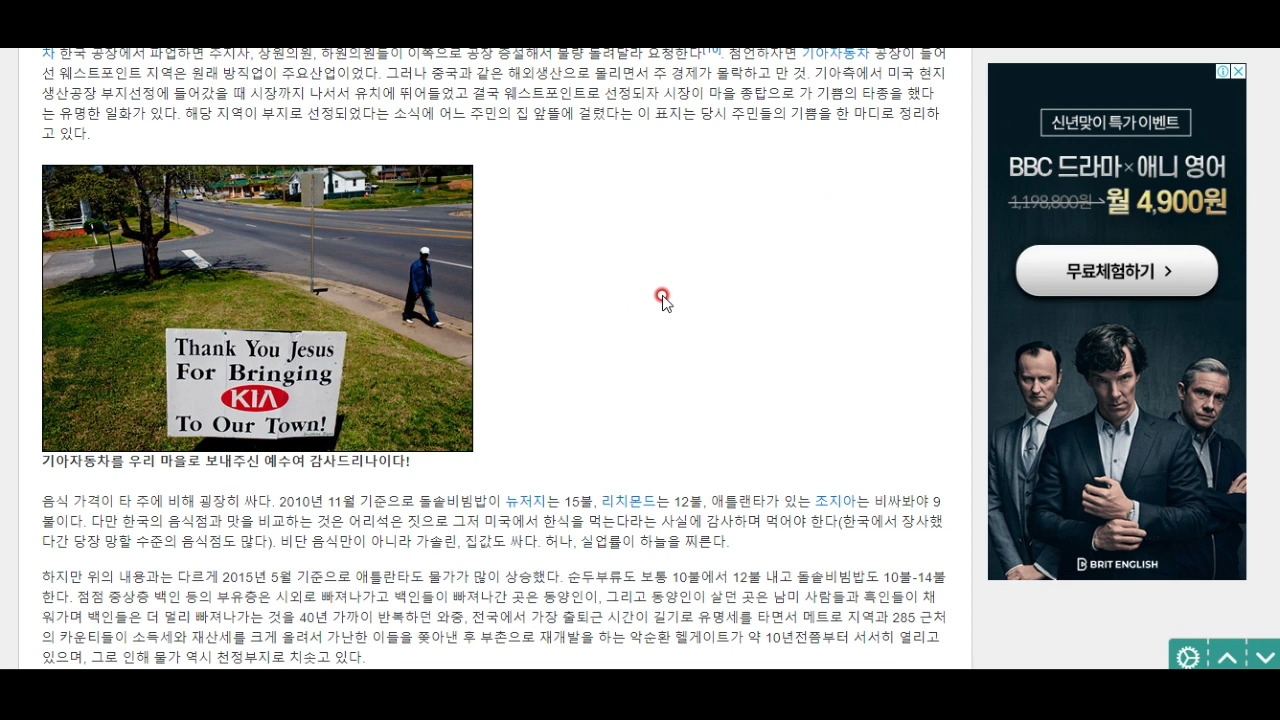 차 한국 공장에서 파업하면 주지사, 상원의원, 하원의원들이 이쪽으로 공장 증설해서 물량 돌려달라 요청한다[10]. 첨언하자면 기아자동차 공장이 들어
선 웨스트포인트 지역은 원래 방직업이 주요산업이었다. 그러나 중국과 같은 해외생산으로 몰리면서 주 경제가 몰락하고 만 것. 기아측에서 미국 현지
생산공장 부지선정에 들어갔을 때 시장까지 나서서 유치에 뛰어들었고 결국 웨스트포인트로 선정되자 시장이 마을 종탑으로 가 기쁨의 타종을 했다
는 유명한 일화가 있다. 해당 지역이 부지로 선정되었다는 소식에 어느 주민의 집 앞뜰에 걸렸다는 이 표지는 당시 주민들의 기쁨을 한 마디로 정리하
고 있다.
Thank You Jesus
For Bringing
KIA
To Our Town!
기아자동차를 우리 마을로 보내주신 예수여 감사드리나이다!
음식 가격이 타 주에 비해 굉장히 싸다. 2010년 11월 기준으로 돌솥비빔밥이 뉴저지는 15불, 리치몬드는 12불, 애틀랜타가 있는 조지아는 비싸봐야 9
불이다. 다만 한국의 음식점과 맛을 비교하는 것은 어리석은 짓으로 그저 미국에서 한식을 먹는다라는 사실에 감사하며 먹어야 한다(한국에서 장사했
다간 당장 망할 수준의 음식점도 많다). 비단 음식만이 아니라 가솔린, 집값도 싸다. 허나, 실업률이 하늘을 찌른다.
하지만 위의 내용과는 다르게 2015년 5월 기준으로 애틀란타도 물가가 많이 상승했다. 순두부류도 보통 10불에서 12불 내고 돌솥비빔밥도 10불-14불
한다. 점점 중상층 백인 등의 부유층은 시외로 빠져나가고 백인들이 빠져나간 곳은 동양인이, 그리고 동양인이 살던 곳은 남미 사람들과 흑인들이 채
워가며 백인들은 더 멀리 빠져나가는 것을 40년 가까이 반복하던 와중, 전국에서 가장 출퇴근 시간이 길기로 유명세를 타면서 메트로 지역과 285 근처
의 카운티들이 소득세와 재산세를 크게 올려서 가난한 이들을 쫓아낸 후 부촌으로 재개발을 하는 악순환 헬게이트가 약 10년전쯤부터 서서히 열리고
있으며, 그로 인해 물가 역시 천정부지로 치솟고 있다.
신년맞이 특가 이벤트
BBC 드라마×애니 영어
1,198,800원→월 4,900원
무료체험하기 >
BRIT ENGLISH